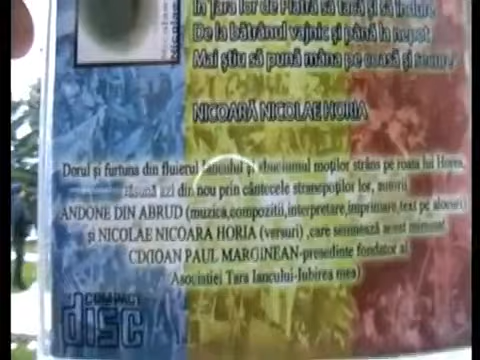 în Țara lor de Piatră să tacă și să îndure.
De la bătrânul vajnic și până la nepot
Mai știu să pună mâna pe coasă și
Nicolae
NICOARĂ NICOLAE HORIA
Dorul și furtuna din fluierul Iancului și zbuciumul moților strâns pe roata lui Horea,
azi din nou prin cântecele strănepoților lor, autorii
ANDONE DIN ABRUD (muzica,compozitii,interpretare,imprimare,text pe alocuri)
și NICOLAE NICOARA HORIA (versuri) ,care semnează acest
CD(IOAN PAUL MARGINEAN-presedinte fondator al
Asociatiei Tara Iancului-Iubirea mea)
COMPACT
disc